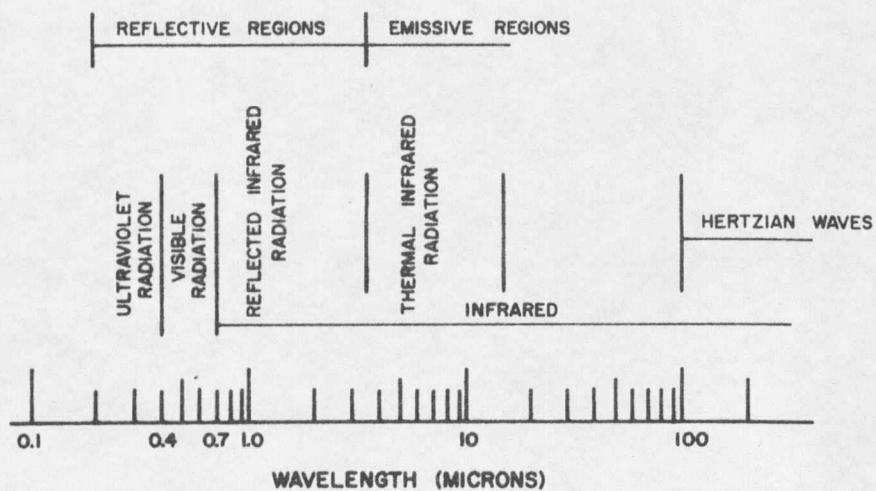 REFLECTIVE REGIONS
EMISSIVE REGIONS
ULTRAVIOLET
RADIATION
VISIBLE
RADIATION
REFLECTED INFRARED
RADIATION
THERMAL INFRARED
RADIATION
HERTZIAN WAVES
INFRARED
0.1 0.4 0.7 1.0 10 100
WAVELENGTH (MICRONS)